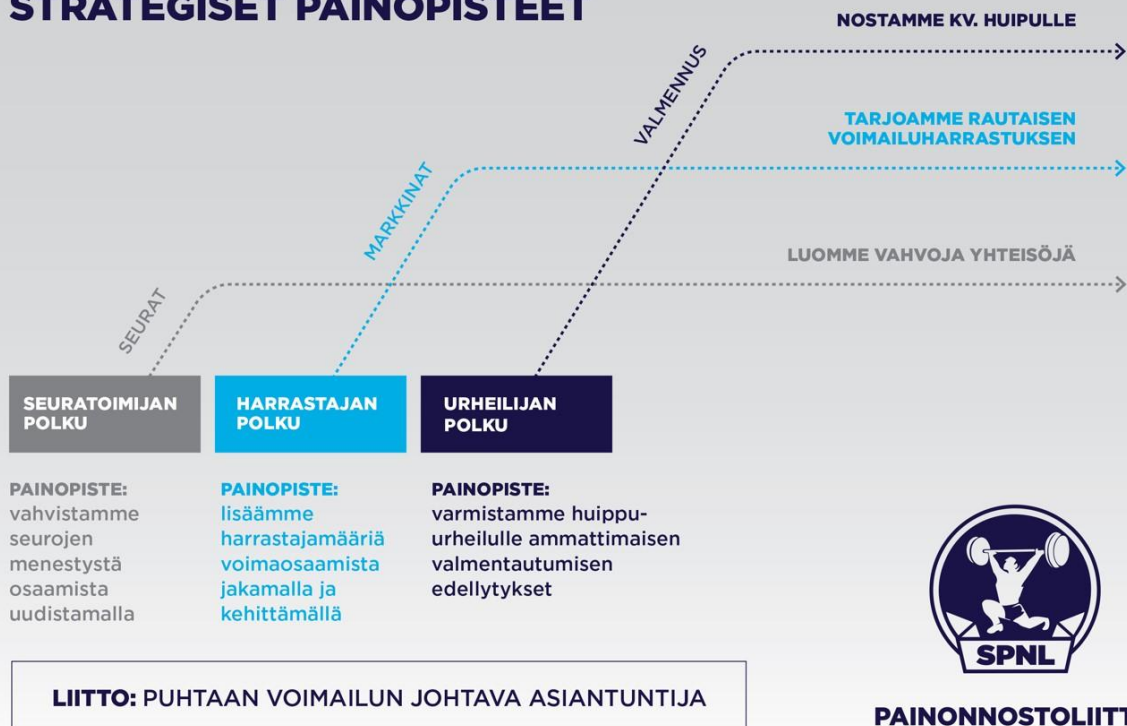 STRATEGISET PAINOPISTEET
NOSTAMME KV. HUIPULLE
VALMENNUS
TARJOAMME RAUTAISEN
VOIMAILUHARRASTUKSEN
MARKKINAT
LUOMME VAHVOJA YHTEISÖJÄ
SEURAT
SEURATOIMIJAN
POLKU
HARRASTAJAN
POLKU
URHEILIJAN
POLKU
PAINOPISTE:
vahvistamme
seurojen
menestystä
osaamista
uudistamalla
PAINOPISTE:
lisäämme
harrastajamääriä
voimaosaamista
jakamalla ja
kehittämällä
PAINOPISTE:
varmistamme huippu-
urheilulle ammattimaisen
valmentautumisen
edellytykset
SPNL
LIITTO: PUHTAAN VOIMAILUN JOHTAVA ASIANTUNTIJA
PAINONNOSTOLIITT